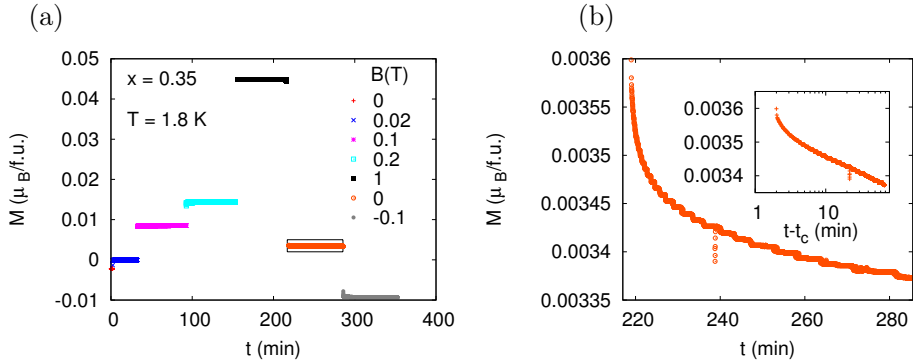 (a)
M (μB/f.u.)
0.05
0.04
0.03
0.02
0.01
0
-0.01
x = 0.35
T = 1.8 K
B(T)
0
0.02
0.1
0.2
1
0
-0.1
0 100 200 300 400
t (min)
(b)
M (μB/f.u.)
0.0036
0.00355
0.0035
0.00345
0.0034
0.00335
220 240 260 280
t (min)
0.0036
0.0035
0.0034
1 10
t-tc (min)